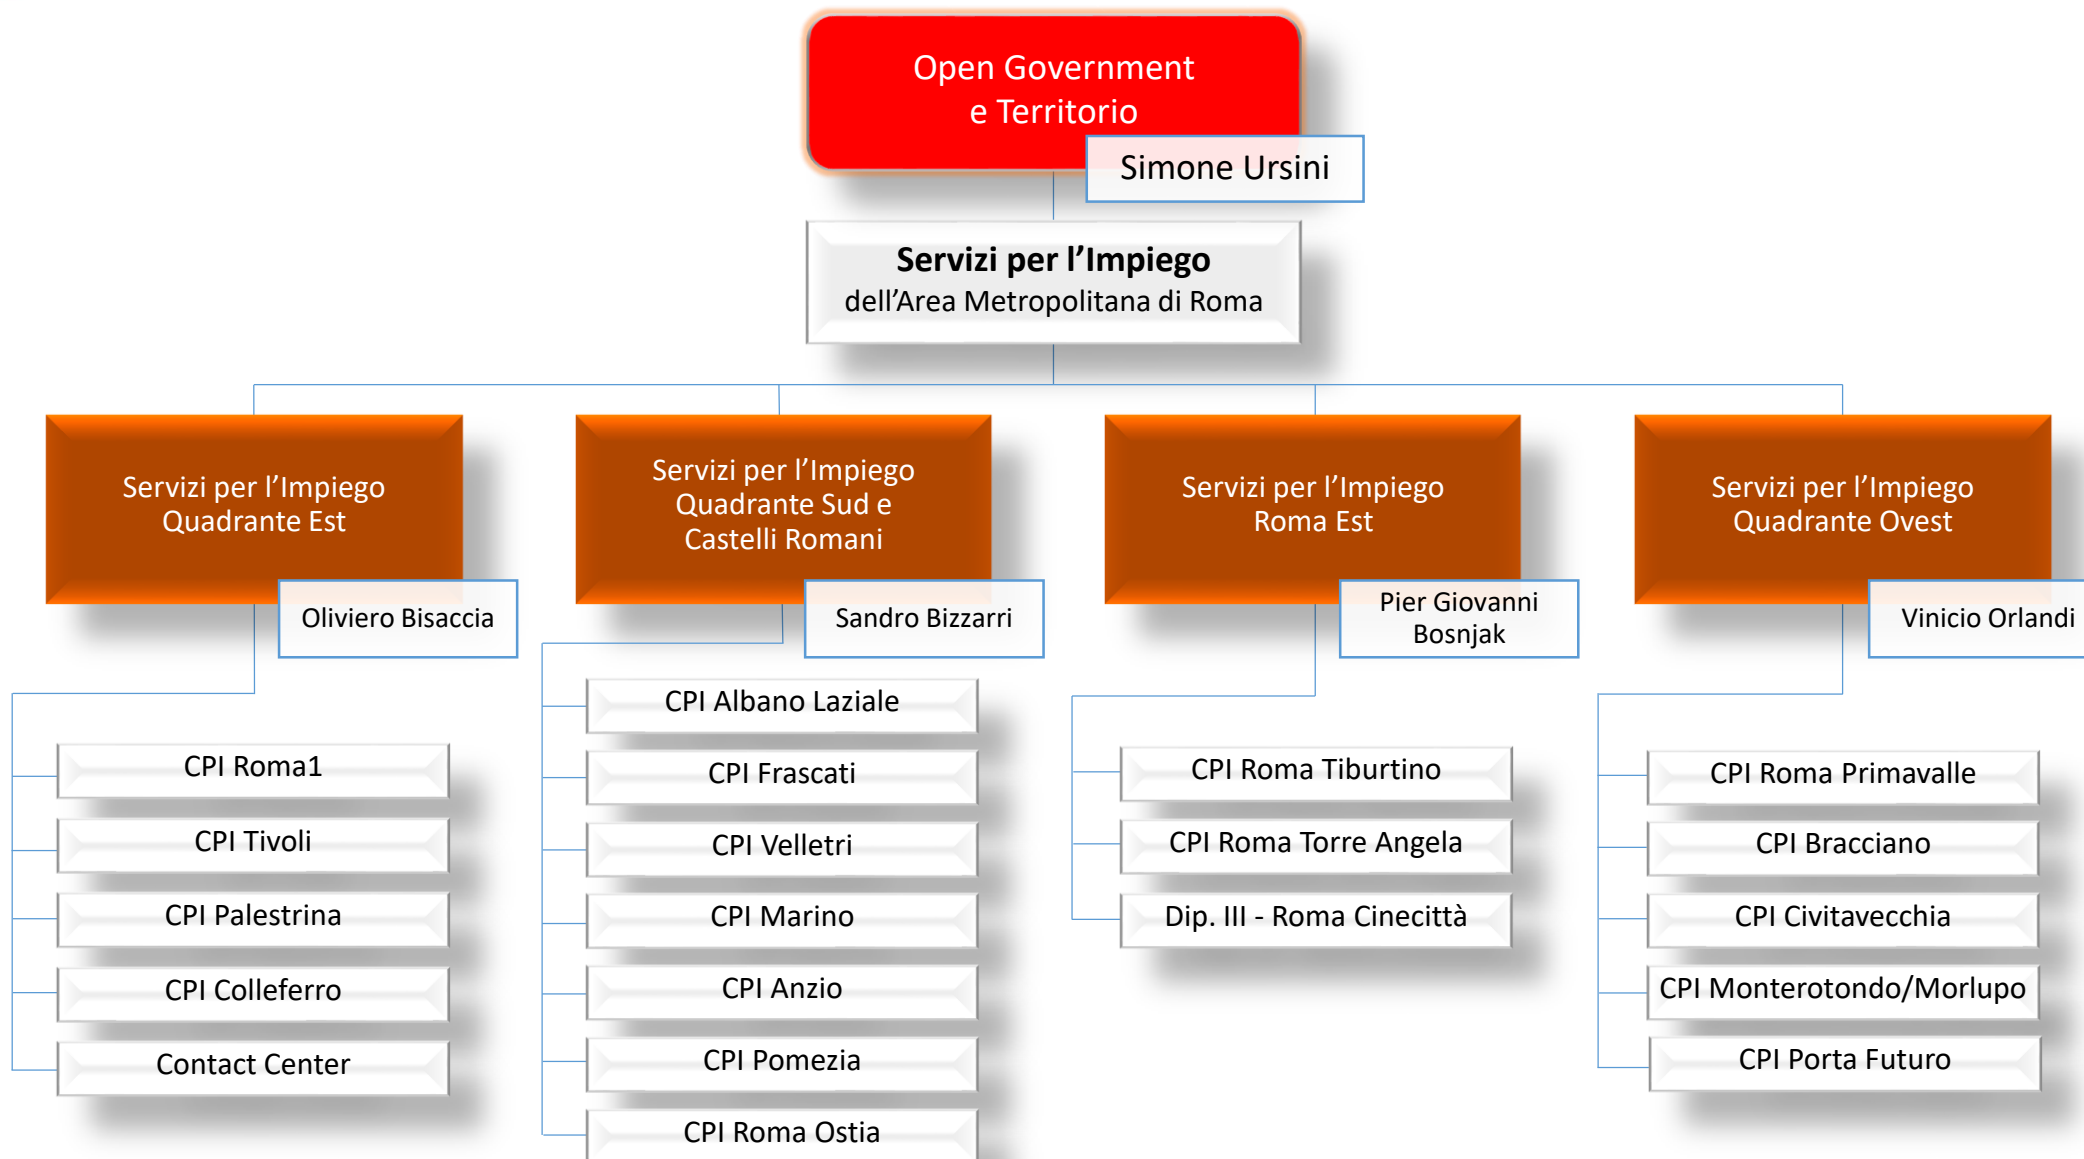 Open Government
e Territorio
Simone Ursini
Servizi per l’Impiego
dell’Area Metropolitana di Roma
Servizi per l’Impiego
Quadrante Est
Oliviero Bisaccia
CPI Roma1
CPI Tivoli
CPI Palestrina
CPI Colleferro
Contact Center
Servizi per l’Impiego
Quadrante Sud e
Castelli Romani
Sandro Bizzarri
CPI Albano Laziale
CPI Frascati
CPI Velletri
CPI Marino
CPI Anzio
CPI Pomezia
CPI Roma Ostia
Servizi per l’Impiego
Roma Est
Pier Giovanni
Bosnjak
CPI Roma Tiburtino
CPI Roma Torre Angela
Dip. III - Roma Cinecittà
Servizi per l’Impiego
Quadrante Ovest
Vinicio Orlandi
CPI Roma Primavalle
CPI Bracciano
CPI Civitavecchia
CPI Monterotondo/Morlupo
CPI Porta Futuro